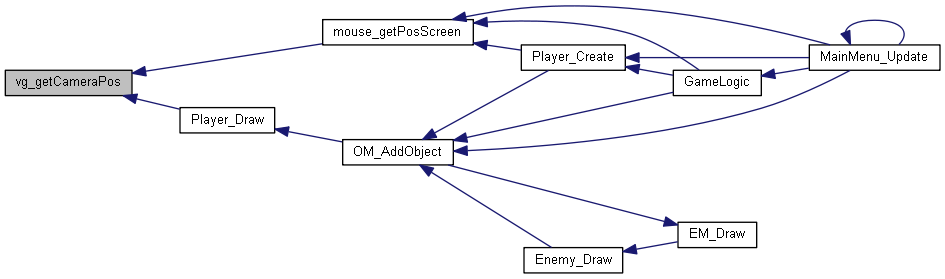 vg_getCameraPos
mouse_getPosScreen
Player_Draw
OM_AddObject
Player_Create
GameLogic
MainMenu_Update
EM_Draw
Enemy_Draw